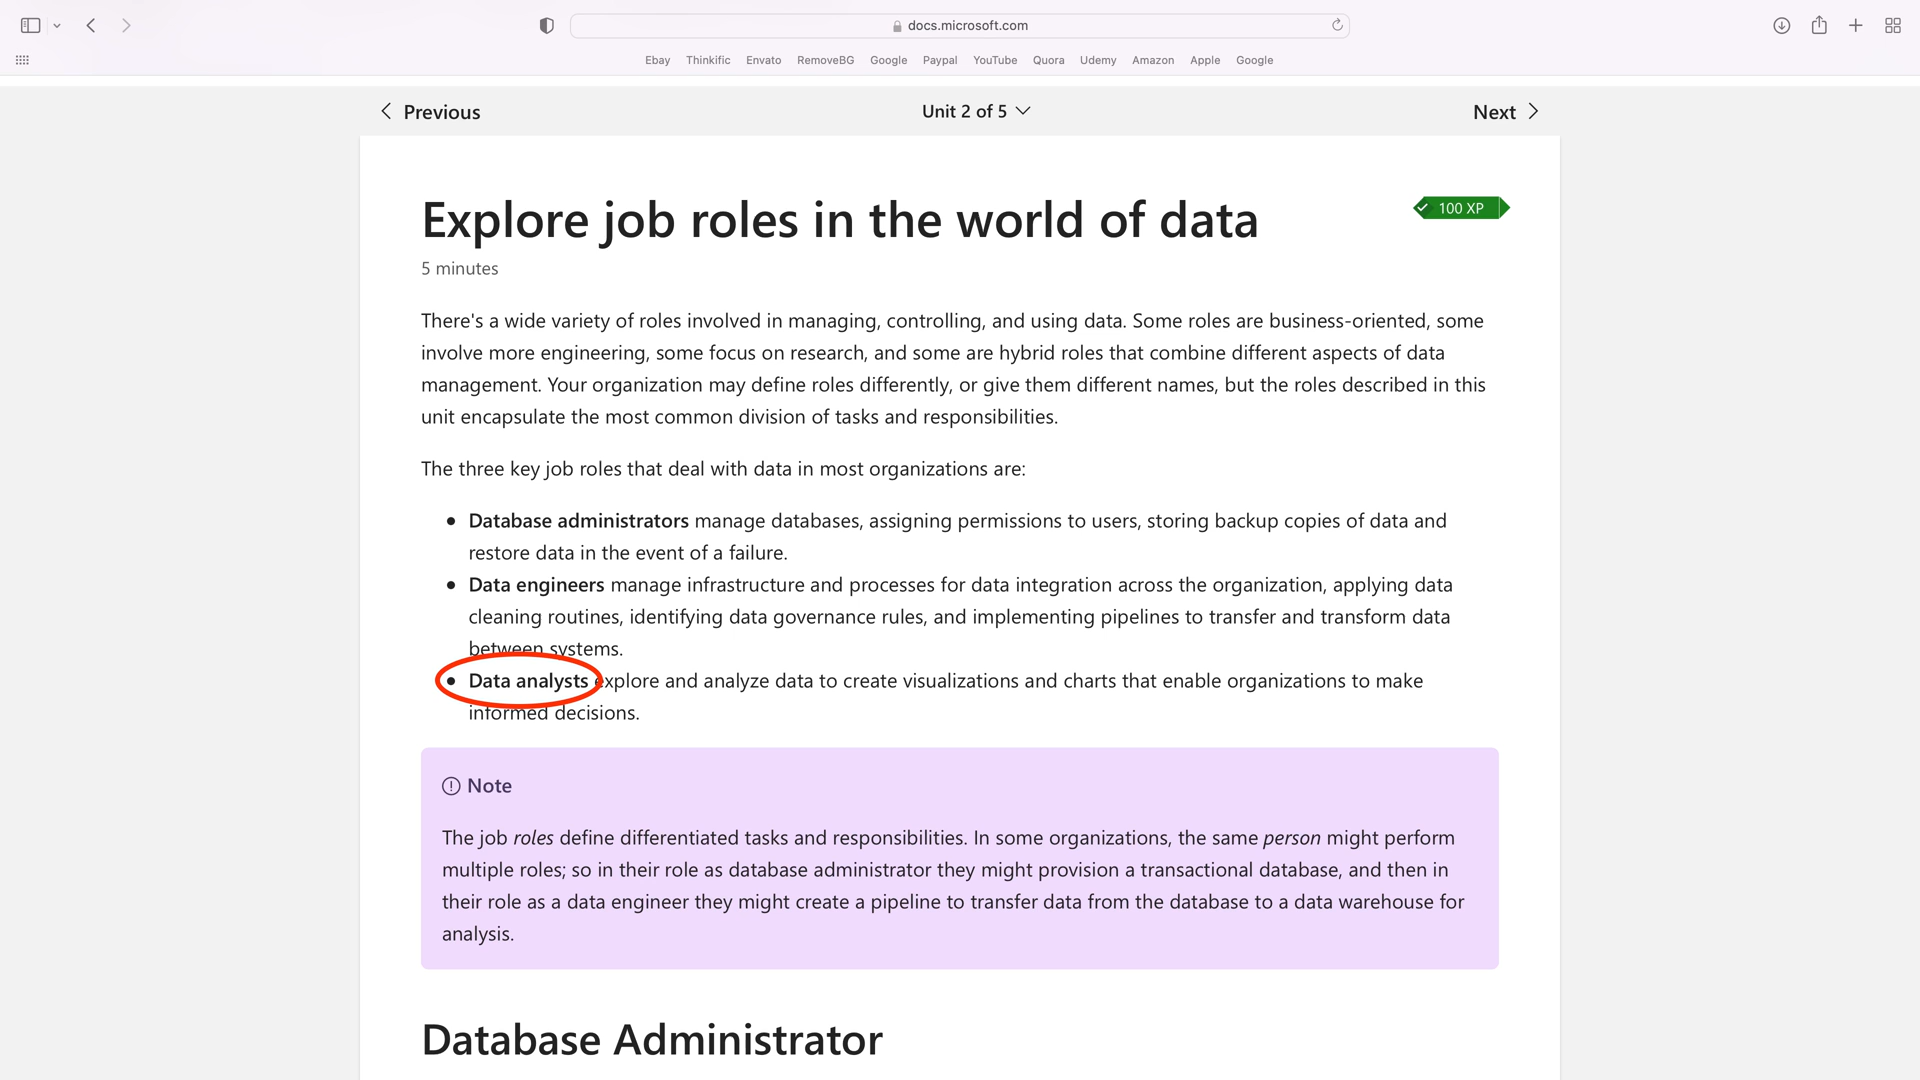 docs.microsoft.com
Ebay Thinkific Envato RemoveBG Google Paypal YouTube Quora Udemy Amazon Apple Google
Previous
Unit 2 of 5
Next
Explore job roles in the world of data
100 XP
5 minutes
There's a wide variety of roles involved in managing, controlling, and using data. Some roles are business-oriented, some
involve more engineering, some focus on research, and some are hybrid roles that combine different aspects of data
management. Your organization may define roles differently, or give them different names, but the roles described in this
unit encapsulate the most common division of tasks and responsibilities.
The three key job roles that deal with data in most organizations are:
Database administrators manage databases, assigning permissions to users, storing backup copies of data and
restore data in the event of a failure.
Data engineers manage infrastructure and processes for data integration across the organization, applying data
cleaning routines, identifying data governance rules, and implementing pipelines to transfer and transform data
between systems.
Data analysts explore and analyze data to create visualizations and charts that enable organizations to make
informed decisions.
Note
The job roles define differentiated tasks and responsibilities. In some organizations, the same person might perform
multiple roles; so in their role as database administrator they might provision a transactional database, and then in
their role as a data engineer they might create a pipeline to transfer data from the database to a data warehouse for
analysis.
Database Administrator